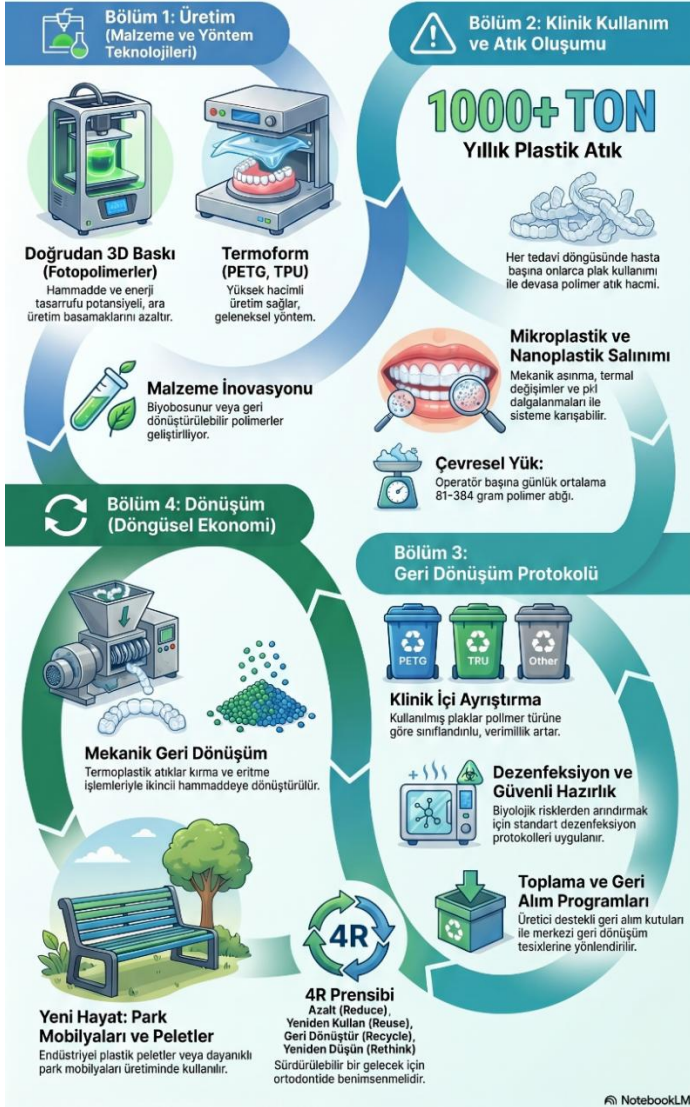 Bölüm 1: Üretim
(Malzeme ve Yöntem
Teknolojileri)
Doğrudan 3D Baskı
(Fotopolimerler)
Hammadde ve enerji
tasarrufu potansiyeli, ara
üretim basamaklarını azaltır.
Termoform
(PETG, TPU)
Yüksek hacimli
üretim sağlar,
geleneksel yöntem.
Malzeme İnovasyonu
Biyobosunur veya geri
dönüştürülebilir polimerler
geliştirlliyor.
Bölüm 2: Klinik Kullanım
ve Atık Oluşumu
1000+ TON
Yıllık Plastik Atık
Her tedavi döngüsünde hasta
başına onlarca plak kullanımı
ile devasa polimer atık hacmi.
Mikroplastik ve
Nanoplastik Salınımı
Mekanik asınma, termal
değişimler ve pkl
dalgalanmaları ile
sisteme karışabilir.
Çevresel Yük:
Operatör başına günlük ortalama
81-384 gram polimer abğı.
Bölüm 3:
Geri Dönüşüm Protokolü
PETG
TRU
Other
Klinik İçi Ayrıştırma
Kullanılmış plaklar pollmer türüne
göre sınıflandınlu, verimillik artar.
Dezenfeksiyon ve
Güvenli Hazırlık
Biyolojik risklerden arındırmak
için standart dezenfeksiyon
protokolleri uygulanır.
Toplama ve Geri
Alım Programları
Üretici destekli geri alım kutuları
ile merkezi geri dönüşüm
tesixlerine yönlendirilir.
Bölüm 4: Dönüşüm
(Döngüsel Ekonomi)
Mekanik Geri Dönüşüm
Termoplastik atıklar kırma ve eritme
işlemleriyle ikincil hammaddeye dönüştürülür.
Yeni Hayat: Park
Mobilyaları ve Peletler
Endüstriyei plastik peletler veya dayanıklı
park mobilyaları üretiminde kullanılır.
4R
4R Prensibi
Azalt (Reduce),
Yeniden Kullan (Reuse),
Geri Dönüştür (Recycle),
Yeniden Düşün (Rethink)
Sürdürülebilir bir gelecek için
ortodontide benimsenmelidir.
NotebookLM